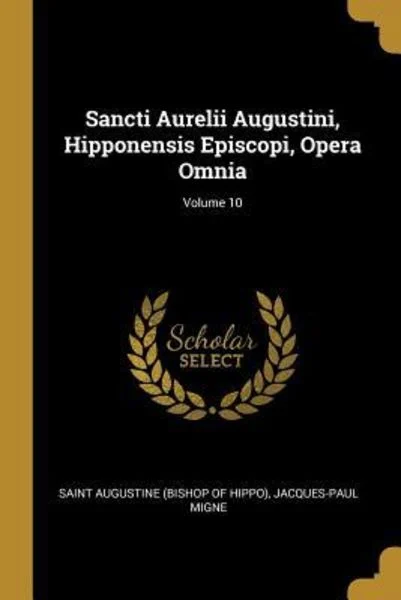 Sancti Aurelii Augustini,
Hipponensis Episcopi, Opera
Omnia
Volume 10
Scholar
SELECT
SAINT AUGUSTINE (BISHOP OF HIPPO), JACQUES-PAUL
MIGNE